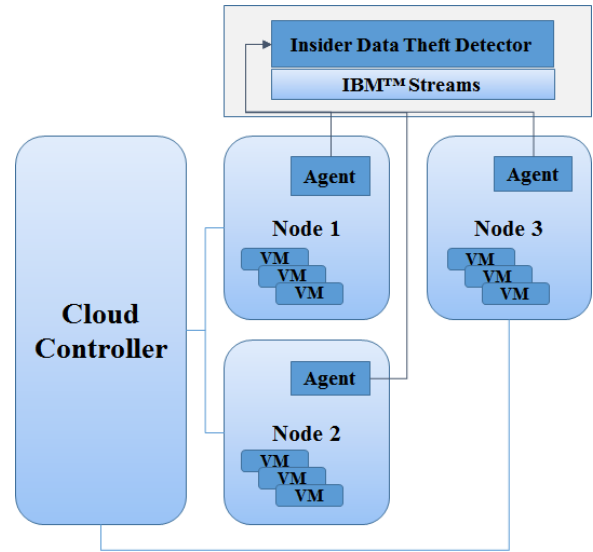 Insider Data Theft Detector
IBM™ Streams
Cloud
Controller
Agent
Node 1
VM
VM
VM
Agent
Node 3
VM
VM
VM
Agent
Node 2
VM
VM
VM